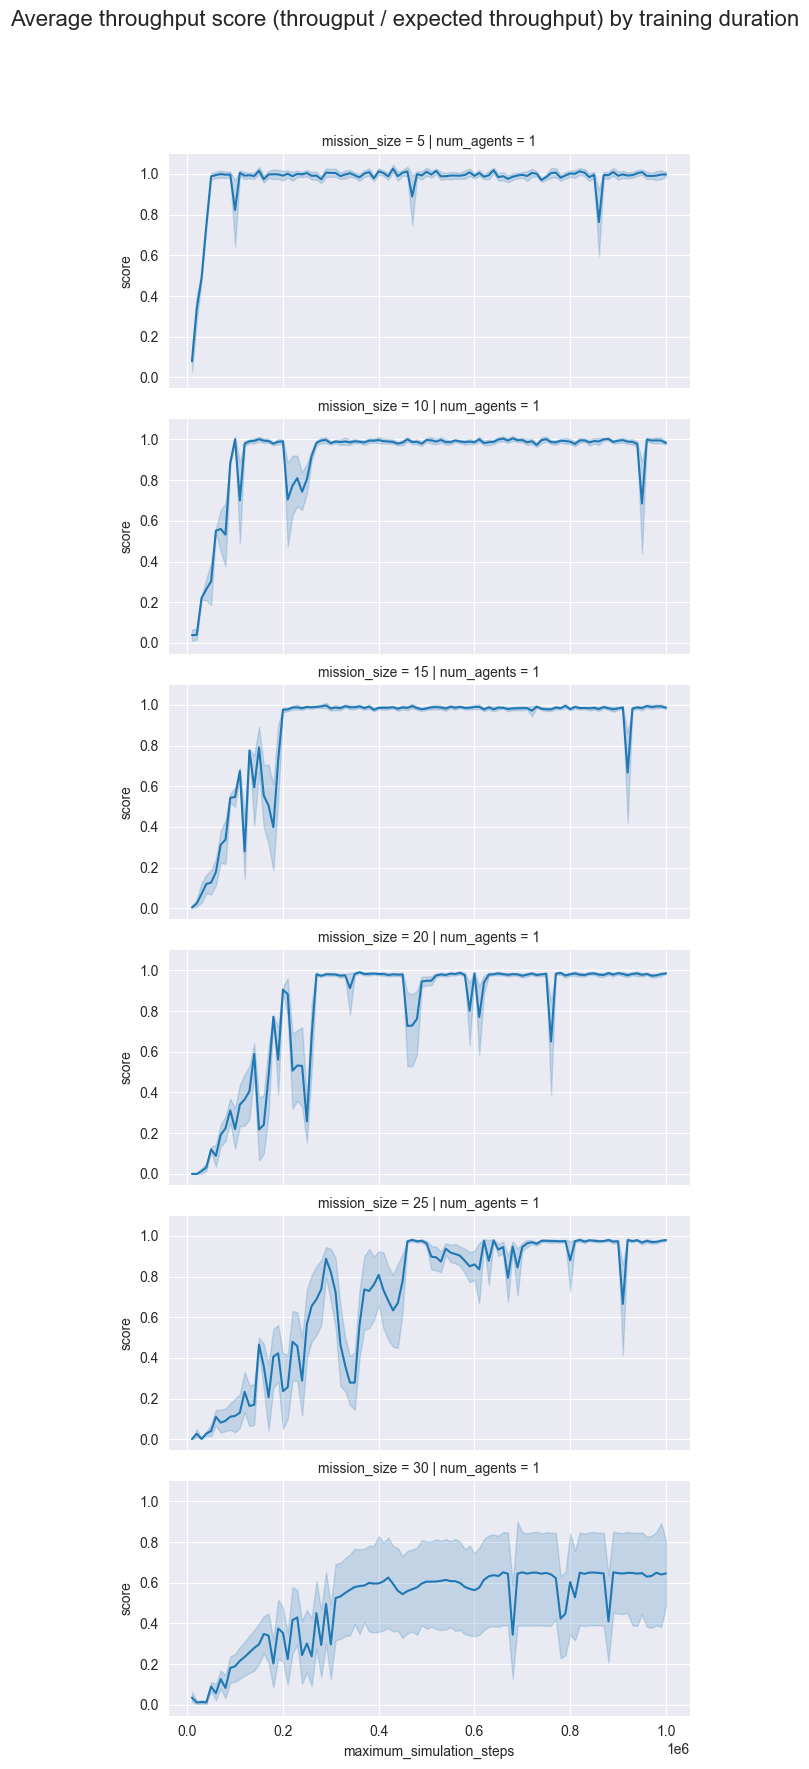 Average throughput score (througput / expected throughput) by training duration
mission_size = 5 | num_agents = 1
1.0
0.8
0.6
0.4
0.2
0.0
score
mission_size = 10 | num_agents = 1
1.0
0.8
0.6
0.4
0.2
0.0
score
mission_size = 15 | num_agents = 1
1.0
0.8
0.6
0.4
0.2
0.0
score
mission_size = 20 | num_agents = 1
1.0
0.8
0.6
0.4
0.2
0.0
score
mission_size = 25 | num_agents = 1
1.0
0.8
0.6
0.4
0.2
0.0
score
mission_size = 30 | num_agents = 1
1.0
0.8
0.6
0.4
0.2
0.0
score
0.0 0.2 0.4 0.6 0.8 1.0
maximum_simulation_steps
1e6